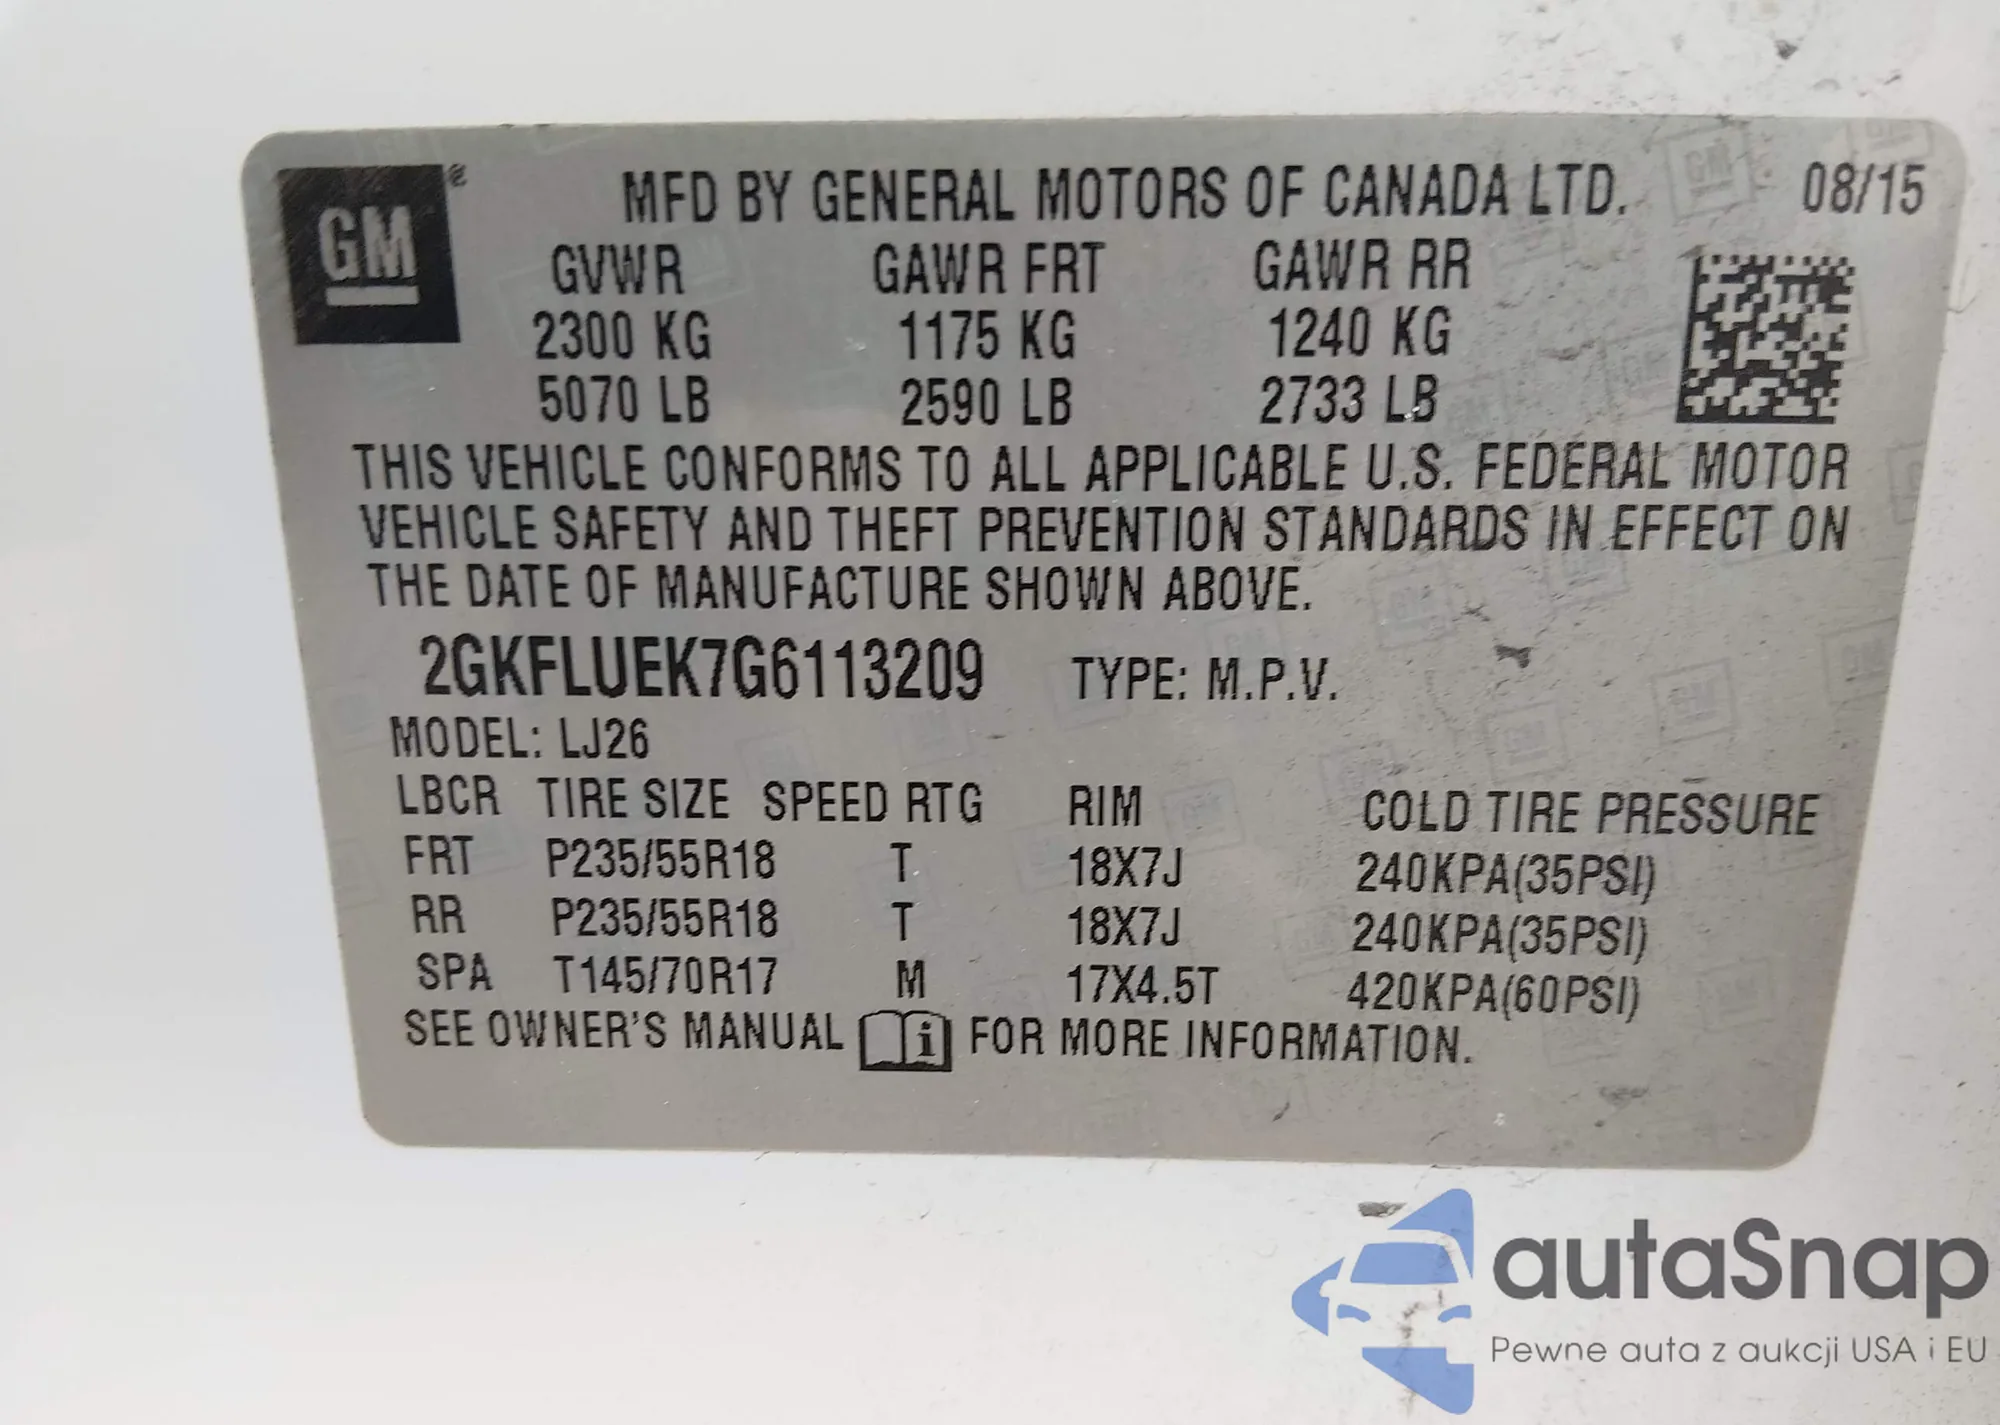 GM
MFD BY GENERAL MOTORS OF CANADA LTD. 08/15
GVWR GAWR FRT GAWR RR
2300 KG 1175 KG 1240 KG
5070 LB 2590 LB 2733 LB
THIS VEHICLE CONFORMS TO ALL APPLICABLE U.S. FEDERAL MOTOR
VEHICLE SAFETY AND THEFT PREVENTION STANDARDS IN EFFECT ON
THE DATE OF MANUFACTURE SHOWN ABOVE.
2GKFLUEK7G6113209 TYPE: M.P.V.
MODEL: LJ26
LBCR TIRE SIZE SPEED RTG RIM COLD TIRE PRESSURE
FRT P235/55R18 T 18X7J 240KPA(35PSI)
RR P235/55R18 T 18X7J 240KPA(35PSI)
SPA T145/70R17 M 17X4.5T 420KPA(60PSI)
SEE OWNER'S MANUAL i FOR MORE INFORMATION.
autaSnap
Pewne auta z aukcji USA i EU